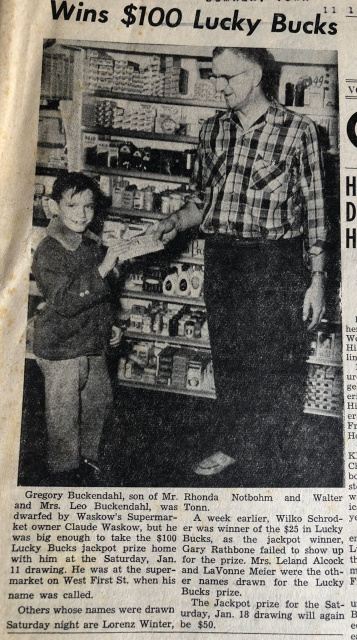 Wins $100 Lucky Bucks
Gregory Buckendahl, son of Mr.
and Mrs. Leo Buckendahl, was
dwarfed by Waskow's Supermar-
ket owner Claude Waskow, but he
was big enough to take the $100
Lucky Bucks jackpot prize home
with him at the Saturday, Jan.
11 drawing. He was at the super-
market on West First St. when his
name was called.
Others whose names were drawn
Saturday night are Lorenz Winter,
Rhonda Notbohm and Walter
Tonn.
A week earlier, Wilko Schrod-
er was winner of the $25 in Lucky
Bucks, as the jackpot winner,
Gary Rathbone failed to show up
for the prize. Mrs. Leland Alcock
and LaVonne Meier were the oth-
er names drawn for the Lucky
Bucks prize.
The Jackpot prize for the Sat-
urday, Jan. 18 drawing will again
be $50.